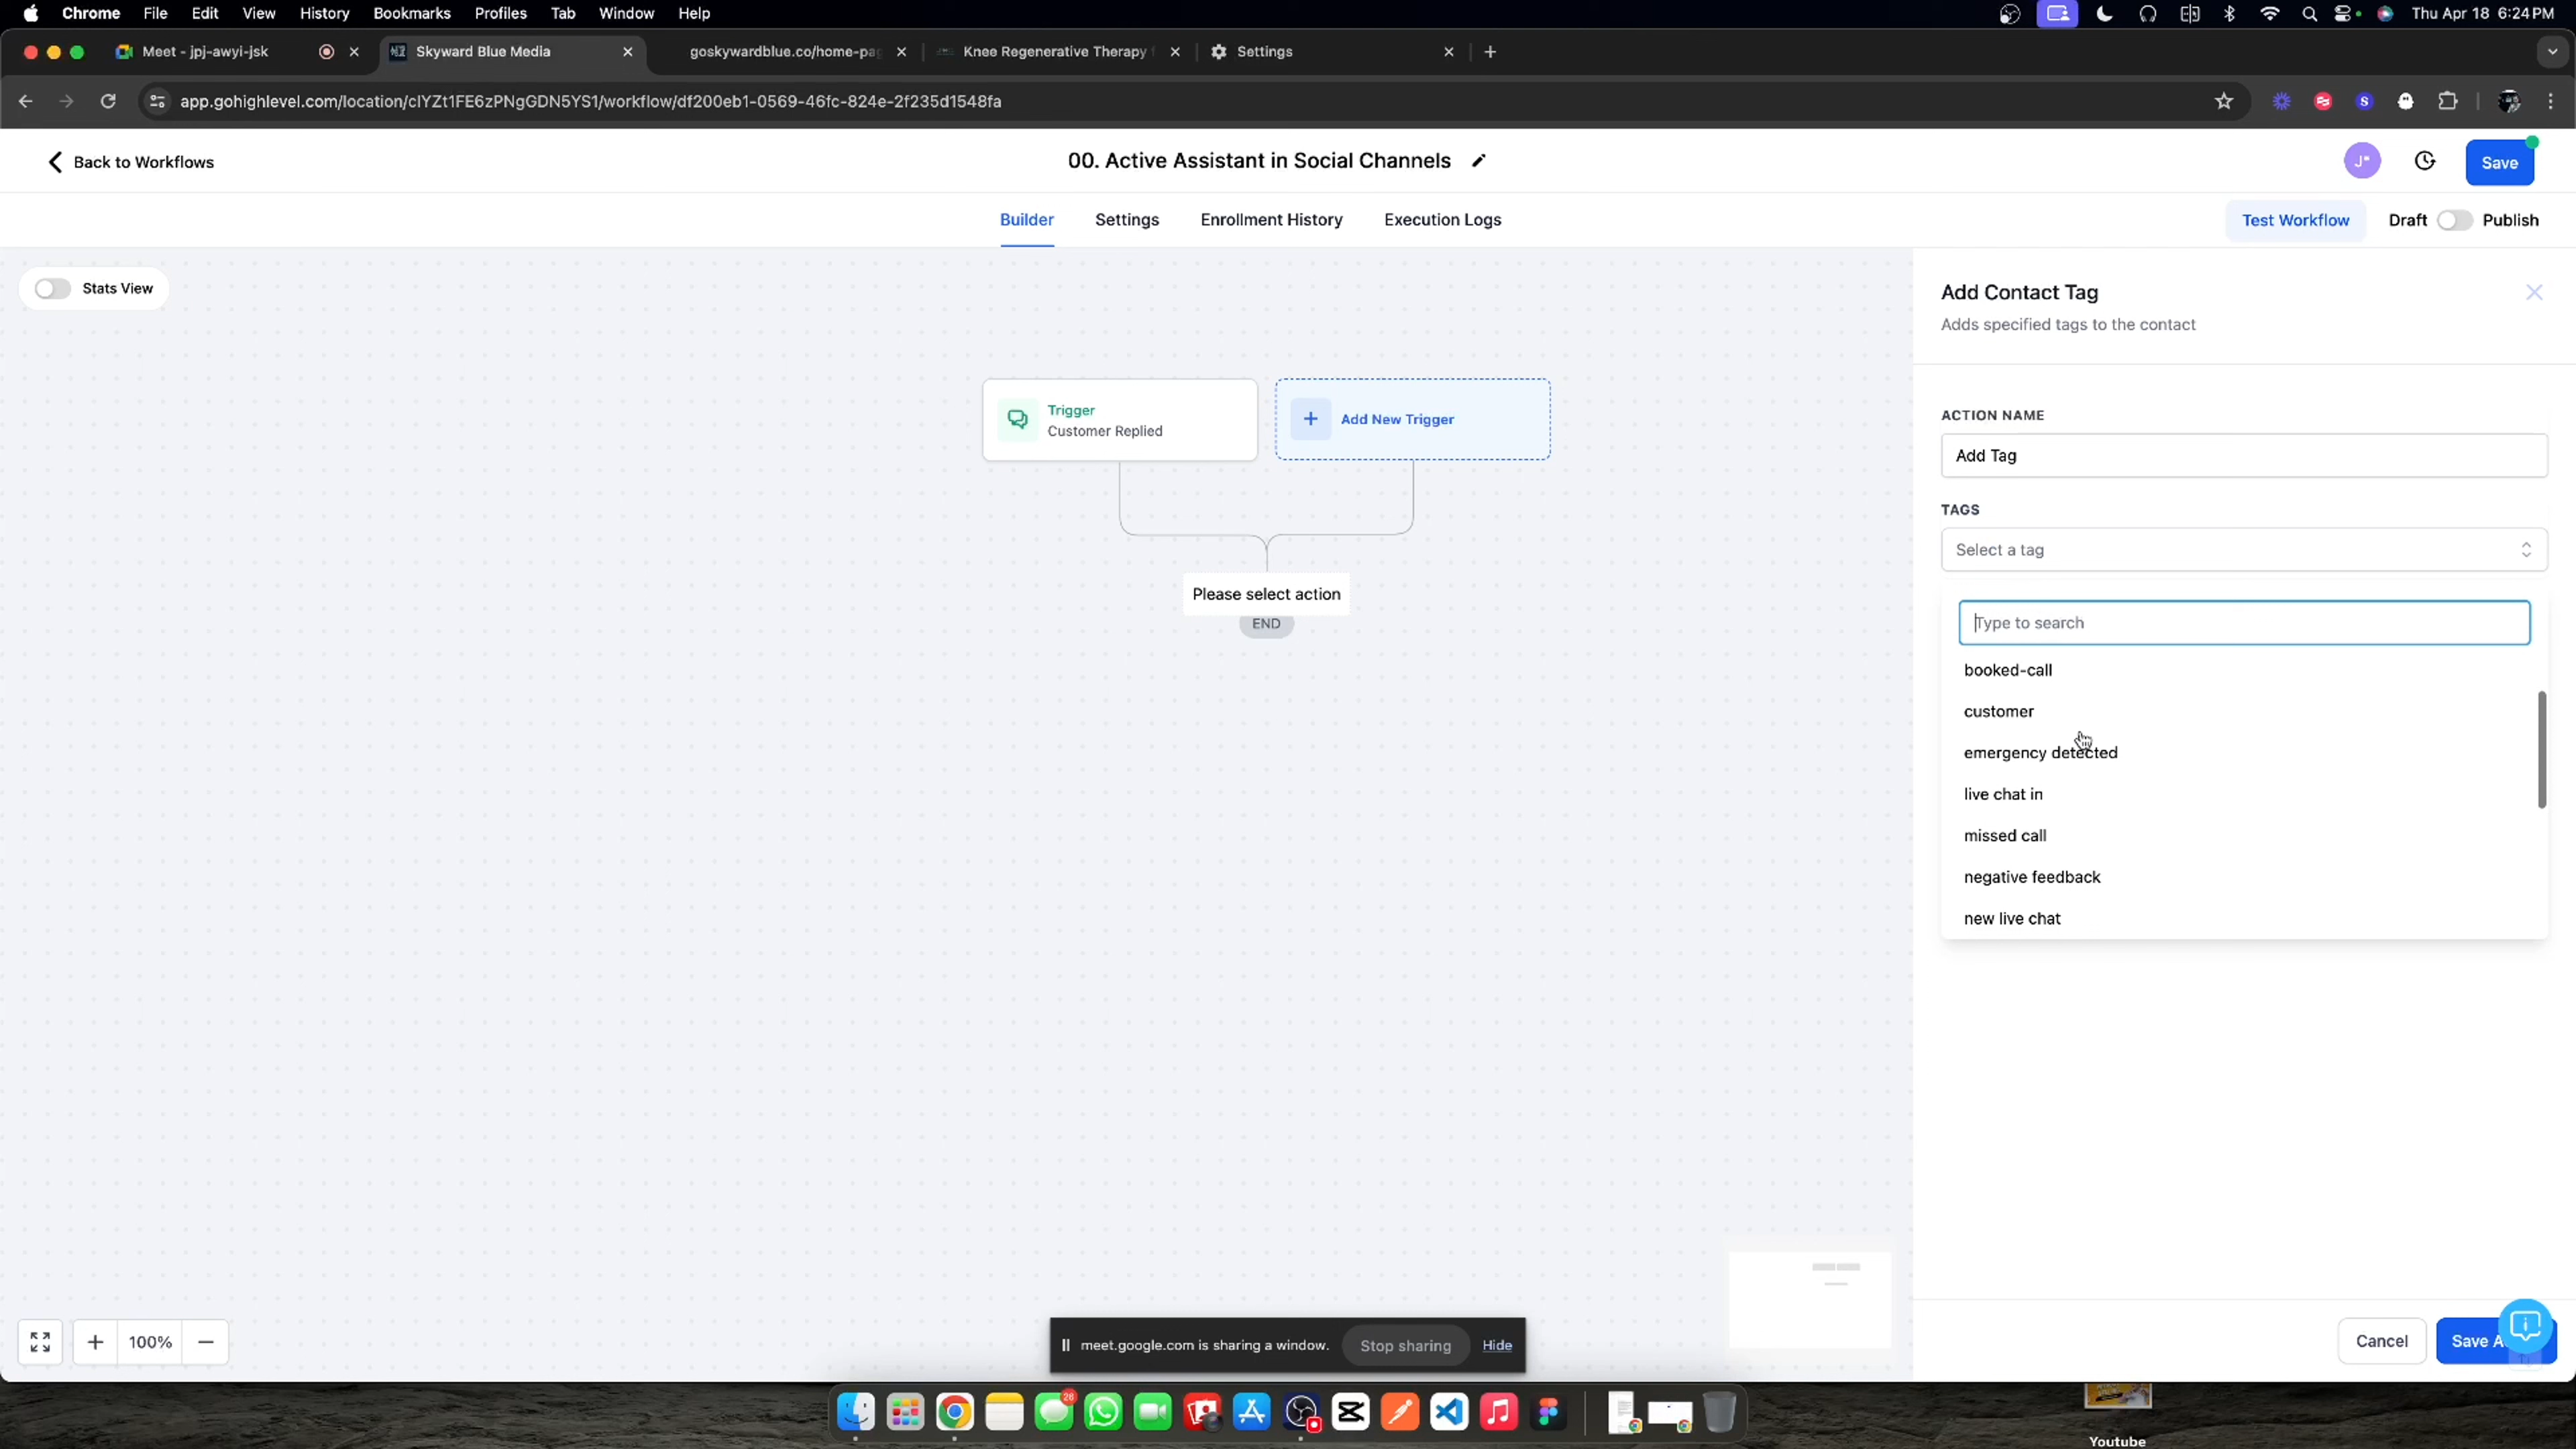 Chrome File Edit View History Bookmarks Profiles Tab Window Help Thu Apr 18 6:24 PM
Meet - jpj-awyi-jsk Skyward Blue Media goskywardblue.co/home-pag Knee Regenerative Therapy Settings
app.gohighlevel.com/location/cIYZt1FE6zPNgGDN5YS1/workflow/df200eb1-0569-46fc-824e-2f235d1548fa
Back to Workflows 00. Active Assistant in Social Channels Save
Builder Settings Enrollment History Execution Logs Test Workflow Draft Publish
Stats View
Add Contact Tag
Adds specified tags to the contact
Trigger
Customer Replied
Add New Trigger
Please select action
END
ACTION NAME
Add Tag
TAGS
Select a tag
Type to search
booked-call
customer
emergency detected
live chat in
missed call
negative feedback
new live chat
100%
meet.google.com is sharing a window. Stop sharing Hide
Cancel Save A
28
Youtube